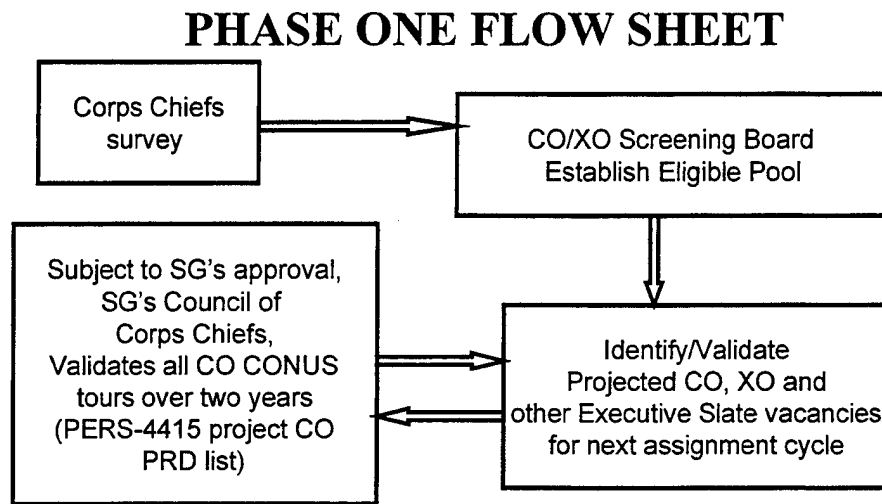 PHASE ONE FLOW SHEET
Corps Chiefs
survey
CO/XO Screening Board
Establish Eligible Pool
Subject to SG's approval,
SG's Council of
Corps Chiefs,
Validates all CO CONUS
tours over two years
(PERS-4415 project CO
PRD list)
Identify/Validate
Projected CO, XO and
other Executive Slate vacancies
for next assignment cycle